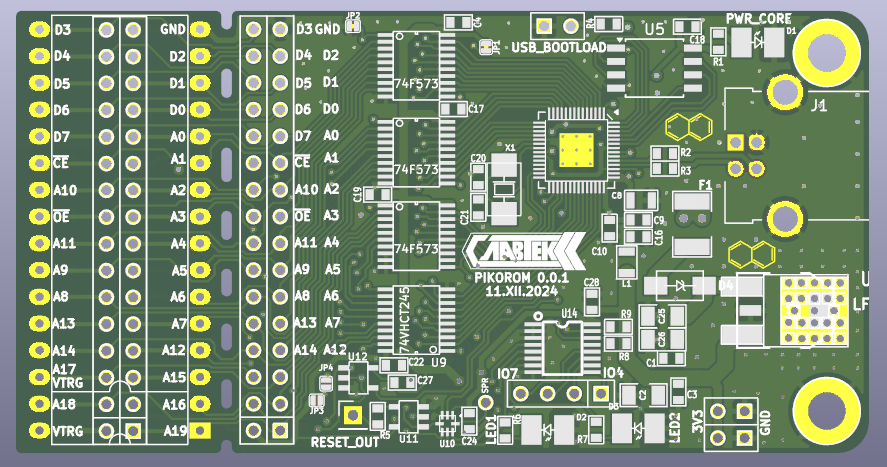 D3 GND D3 GND
D4 D2 D4 D2
D5 D1 D5 D1
D6 D0 D6 D0
D7 A0 D7 A0
CE A1 CE A1
A10 A2 A10 A2
OE A3 OE A3
A11 A4 A11 A4
A9 A5 A9 A5
A8 A6 A8 A6
A13 A7 A13 A7
A14 A12 A14 A12
A17
VTRG A15
A18 A16
VTRG A19
JP2
C4
USB_BOOTLOAD
R4
U5
C18
PWR_CORE
D1
R1
JP1
74F573
C17
J1
74F573
X1
C20
R2
R3
C19
C21
74F573
C8
F1
C9
C16
C10
CAABTEK
PIKOROM 0.0.1
11.XII.2024
L1
C28
D4
U
LF
74VHCT245
U9
U14
R9
R8
C25
C26
C1
U12
C22
C27
JP4
JP3
IO7
IO4
SPR
C2
C3
RESET_OUT
R5
U11
U10
C24
LED1
D2
R7
LED2
3V3
GND